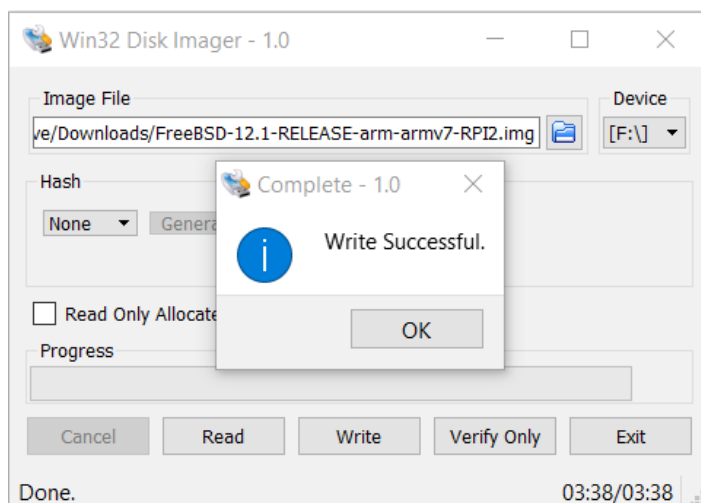 Win32 Disk Imager - 1.0
Image File
Device
ve/Downloads/FreeBSD-12.1-RELEASE-arm-armv7-RPI2.img
[F:\]
Hash
Complete - 1.0
None
Genera
Write Successful.
Read Only Allocate
OK
Progress
Cancel
Read
Write
Verify Only
Exit
Done.
03:38/03:38